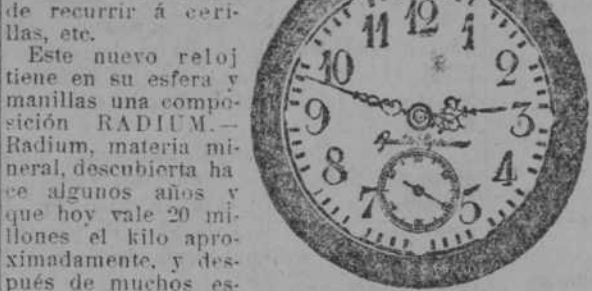 de recurrir á ceri-
llas, etc.
Este nuevo reloj
tiene en su esfera y
manillas una compo-
sición RADIUM.—
Radium, materia mi-
neral, descubierta ha
ce algunos años y
que hoy vale 20 mi-
llones el kilo apro-
ximadamente, y des-
pués de muchos es-
11 12 1
10 2
9 3
8 4
7 5